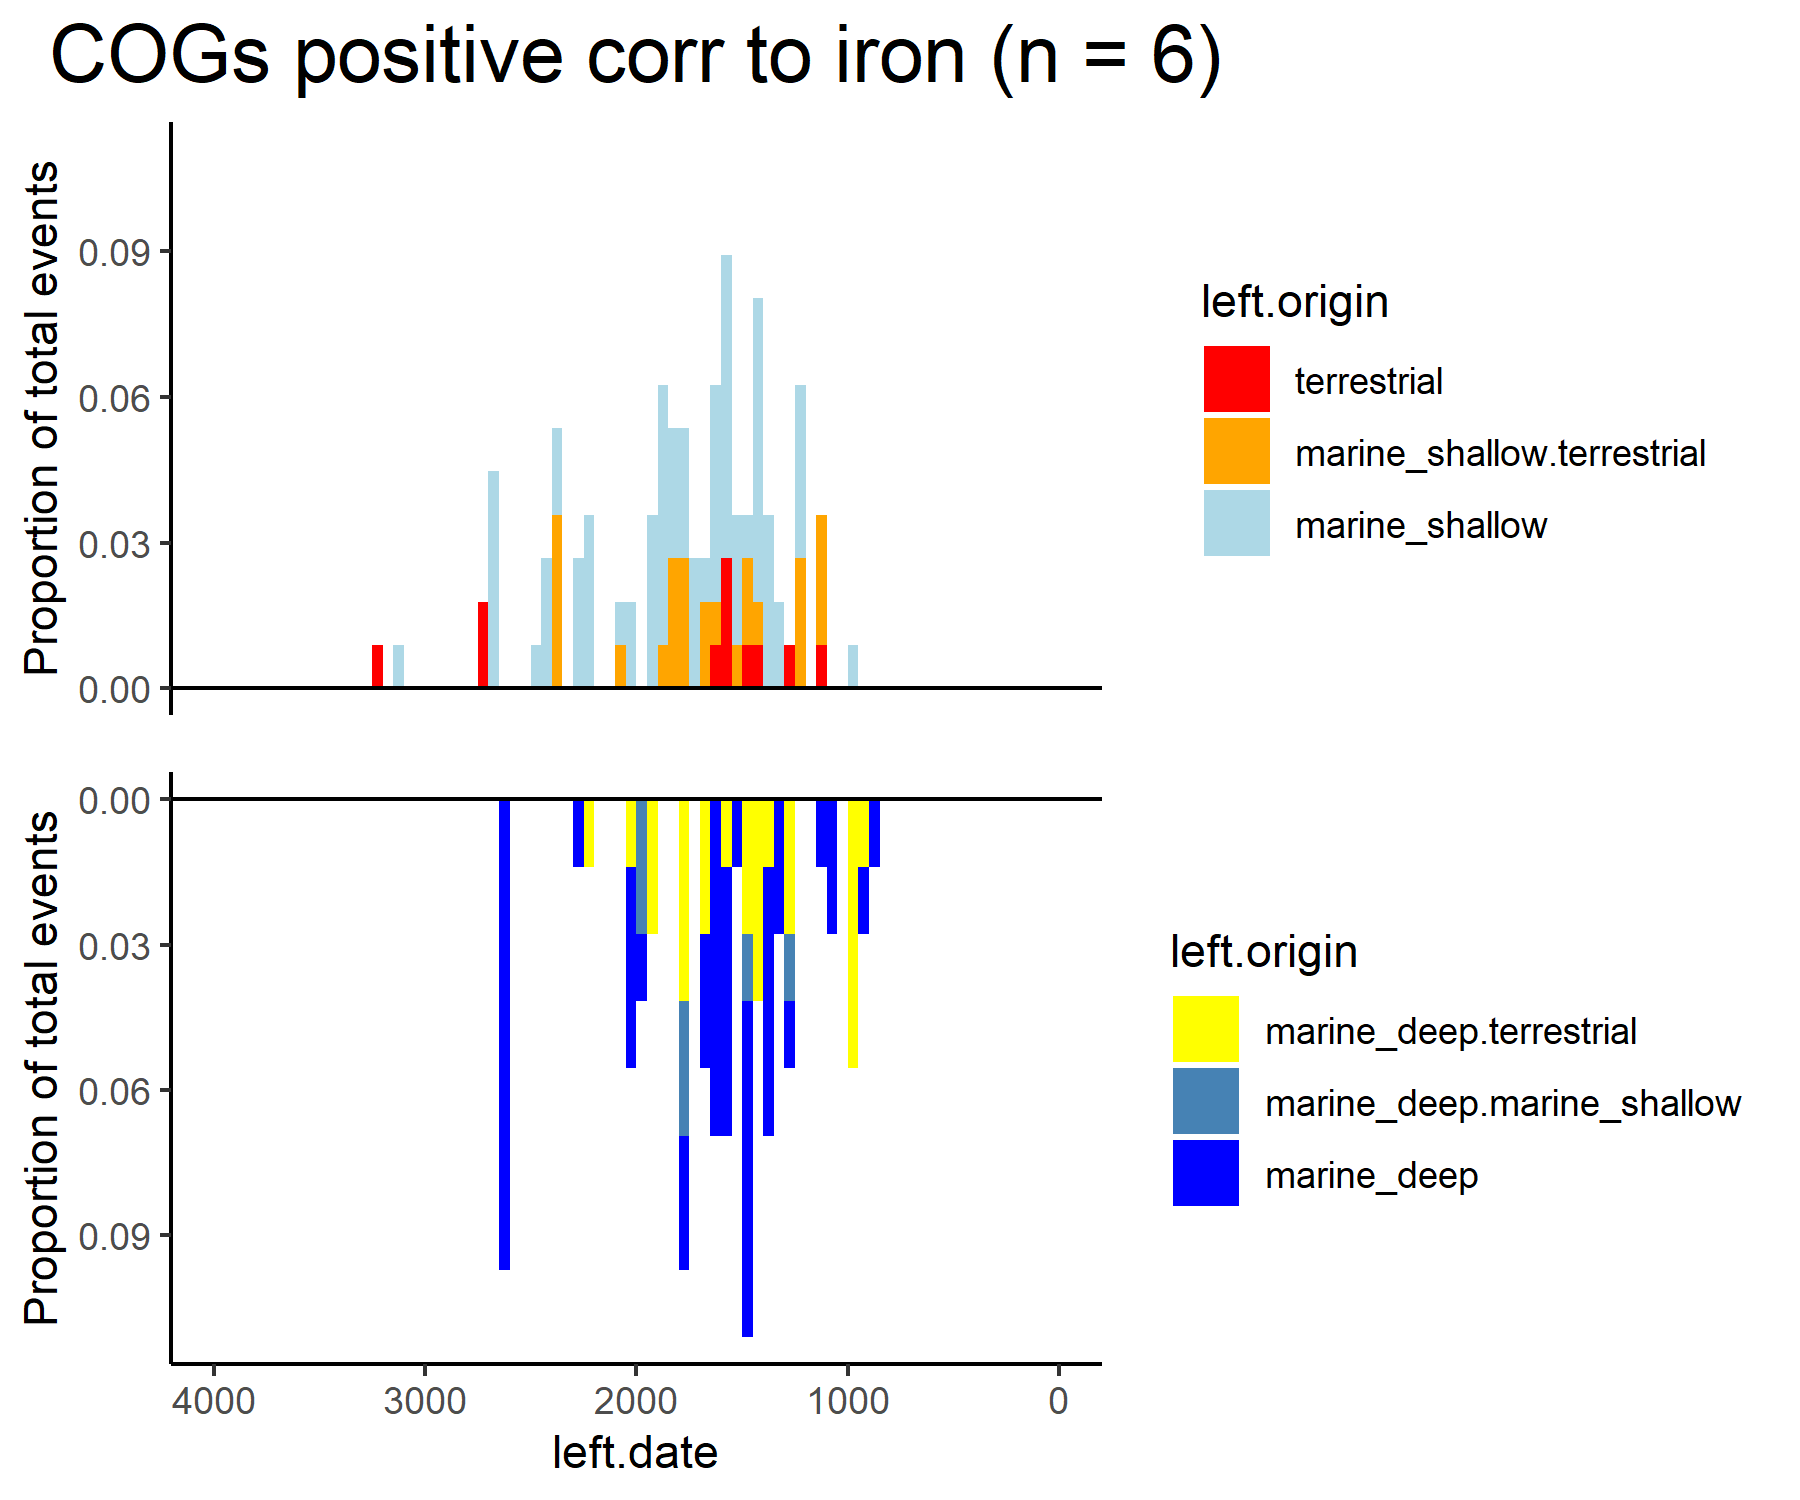 COGs positive corr to iron (n = 6)
Proportion of total events
0.09
0.06
0.03
0.00
left.origin
terrestrial
marine_shallow.terrestrial
marine_shallow
Proportion of total events
0.00
0.03
0.06
0.09
4000 3000 2000 1000 0
left.date
left.origin
marine_deep.terrestrial
marine_deep.marine_shallow
marine_deep